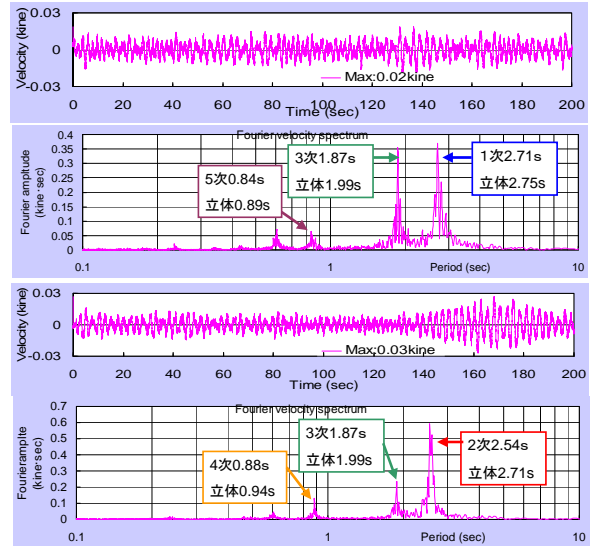 0.03
0
-0.03
Velocity (kine)
Max:0.02kine
0 20 40 60 80 100 120 140 160 180 200
Time (sec)
Fourier velocity spectrum
0.4
0.35
0.3
0.25
0.2
0.15
0.1
0.05
0
Fourier amplitude
(kine·sec)
5次0.84s
立体0.89s
3次1.87s
立体1.99s
1次2.71s
立体2.75s
0.1 1 Period (sec) 10
0.03
0
-0.03
Velocity (kine)
Max:0.03kine
0 20 40 60 80 100 120 140 160 180 200
Time (sec)
Fourier velocity spectrum
0.7
0.6
0.5
0.4
0.3
0.2
0.1
0
Fourieramplte
(kine·sec)
4次0.88s
立体0.94s
3次1.87s
立体1.99s
2次2.54s
立体2.71s
0.1 1 Period (sec) 10